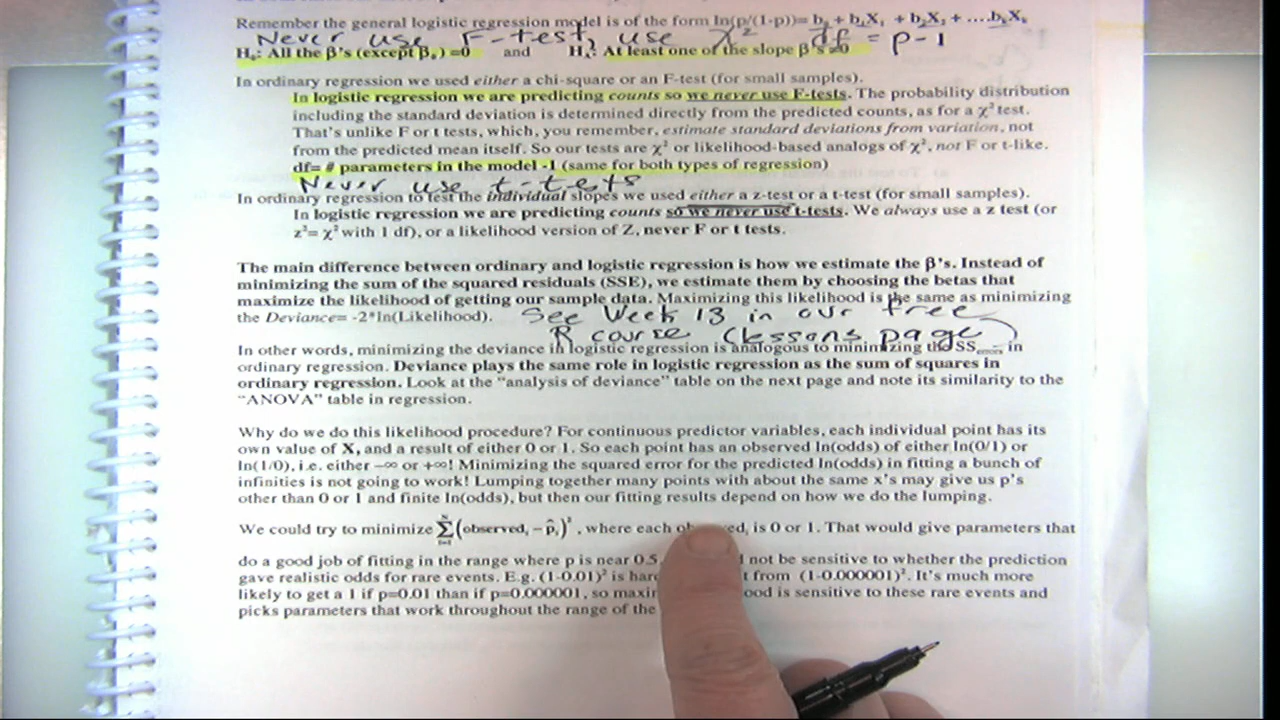 Remember the general logistic regression model is of the form ln(p/(1-p))= b₀ + b₁X₁ + b₂X₂ + ….bₖXₖ
Never use F-test, use χ² df = p-1
H₀: All the β's (except β₀) =0 and Hₐ: At least one of the slope β's ≠0
In ordinary regression we used either a chi-square or an F-test (for small samples).
In logistic regression we are predicting counts so we never use F-tests. The probability distribution
including the standard deviation is determined directly from the predicted counts, as for a χ² test.
That's unlike F or t tests, which, you remember, estimate standard deviations from variation, not
from the predicted mean itself. So our tests are χ² or likelihood-based analogs of χ², not F or t-like.
df= # parameters in the model -1 (same for both types of regression)
Never use t-tests
In ordinary regression to test the individual slopes we used either a z-test or a t-test (for small samples).
In logistic regression we are predicting counts so we never use t-tests. We always use a z test (or
z²= χ² with 1 df), or a likelihood version of Z, never F or t tests.
The main difference between ordinary and logistic regression is how we estimate the β's. Instead of
minimizing the sum of the squared residuals (SSE), we estimate them by choosing the betas that
maximize the likelihood of getting our sample data. Maximizing this likelihood is the same as minimizing
the Deviance= -2*ln(Likelihood).
See Week 13 in our free
R course (lessons page)
In other words, minimizing the deviance in logistic regression is analogous to minimizing the SS in
ordinary regression. Deviance plays the same role in logistic regression as the sum of squares in
ordinary regression. Look at the "analysis of deviance" table on the next page and note its similarity to the
"ANOVA" table in regression.
Why do we do this likelihood procedure? For continuous predictor variables, each individual point has its
own value of X, and a result of either 0 or 1. So each point has an observed ln(odds) of either ln(0/1) or
ln(1/0), i.e. either −∞ or +∞! Minimizing the squared error for the predicted ln(odds) in fitting a bunch of
infinities is not going to work! Lumping together many points with about the same x's may give us p's
other than 0 or 1 and finite ln(odds), but then our fitting results depend on how we do the lumping.
We could try to minimize ∑(observedᵢ − p̂ᵢ)², where each is 0 or 1. That would give parameters that
do a good job of fitting in the range where p is near 0.5 not be sensitive to whether the prediction
gave realistic odds for rare events. E.g. (1-0.01)² is from (1-0.000001)². It's much more
likely to get a 1 if p=0.01 than if p=0.000001, so is sensitive to these rare events and
picks parameters that work throughout the range of the